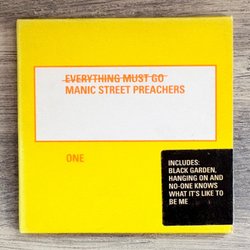 EVERYTHING MUST GO
MANIC STREET PREACHERS
ONE
INCLUDES:
BLACK GARDEN,
HANGING ON AND
NO-ONE KNOWS
WHAT IT'S LIKE TO
BE ME